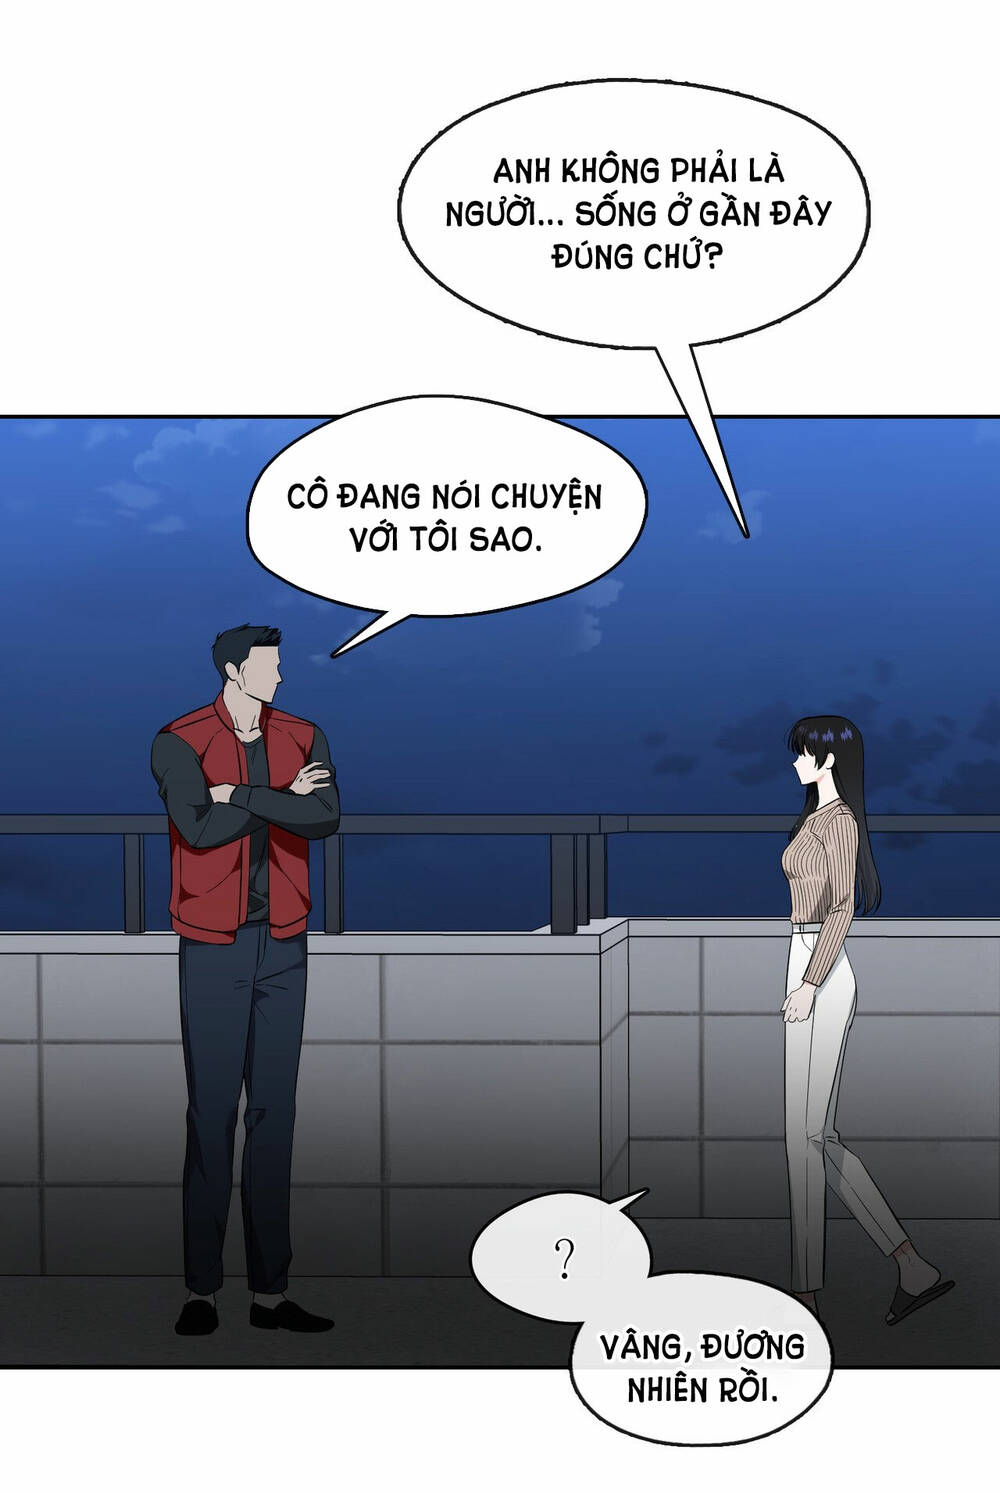 ANH KHÔNG PHẢI LÀ
NGƯỜI... SỐNG Ở GẦN ĐÂY
ĐÚNG CHỨ?
CÔ ĐANG NÓI CHUYỆN
VỚI TÔI SAO.
?
VÂNG, ĐƯƠNG
NHIÊN RỒI.